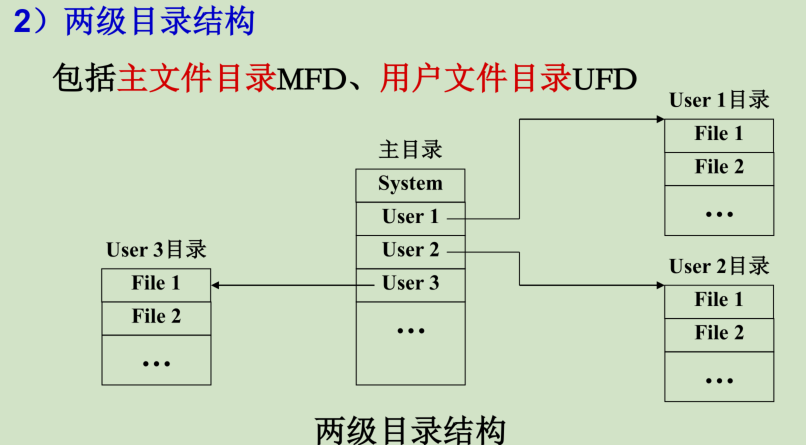 2）两级目录结构
包括主文件目录MFD、用户文件目录UFD
User 1目录
File 1
File 2
…
主目录
System
User 1
User 2
User 3
…
User 3目录
File 1
File 2
…
User 2目录
File 1
File 2
…
两级目录结构